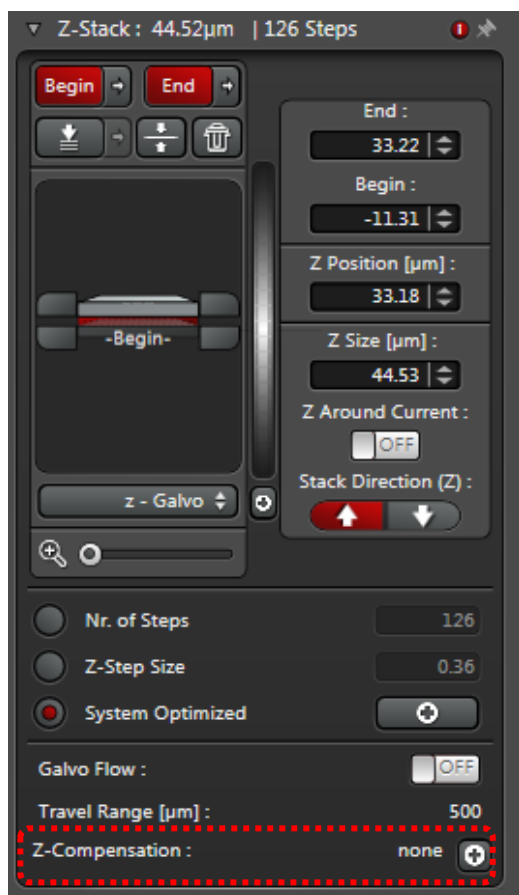 Z-Stack : 44.52µm | 126 Steps
Begin End
End :
33.22
Begin :
-11.31
Z Position [µm] :
33.18
-Begin-
Z Size [µm] :
44.53
Z Around Current :
OFF
Stack Direction (Z) :
z - Galvo
Nr. of Steps 126
Z-Step Size 0.36
System Optimized
Galvo Flow : OFF
Travel Range [µm] : 500
Z-Compensation : none